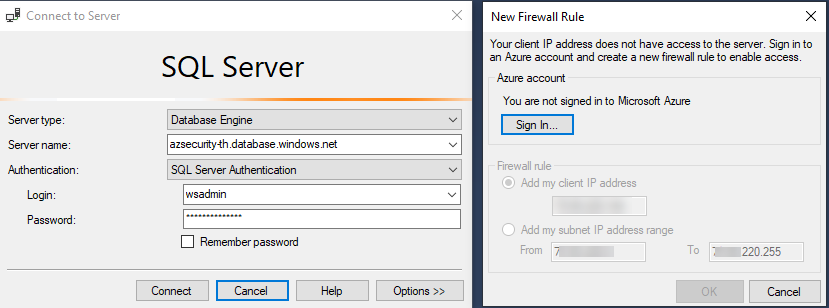 Connect to Server
SQL Server
Server type: Database Engine
Server name: azsecurity-th.database.windows.net
Authentication: SQL Server Authentication
Login: wsadmin
Password: **************
Remember password
Connect Cancel Help Options >>
New Firewall Rule
Your client IP address does not have access to the server. Sign in to
an Azure account and create a new firewall rule to enable access.
Azure account
You are not signed in to Microsoft Azure
Sign In...
Firewall rule
Add my client IP address
Add my subnet IP address range
From 7 To 7 220.255
OK Cancel